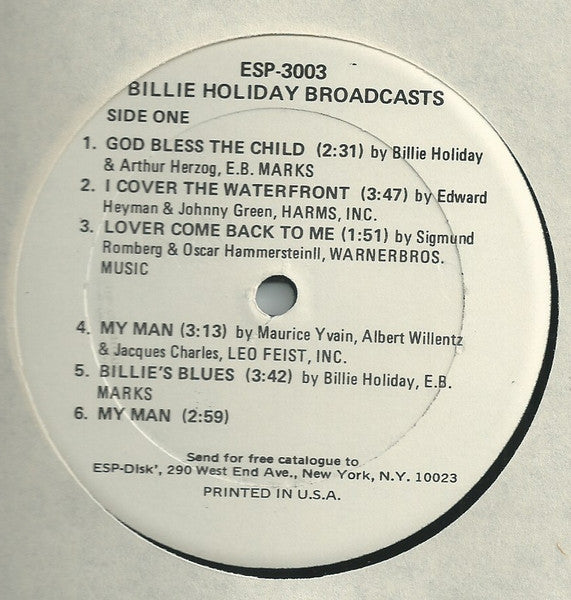 ESP-3003
BILLIE HOLIDAY BROADCASTS
SIDE ONE
1. GOD BLESS THE CHILD (2:31) by Billie Holiday
& Arthur Herzog, E.B. MARKS
2. I COVER THE WATERFRONT (3:47) by Edward
Heyman & Johnny Green, HARMS, INC.
3. LOVER COME BACK TO ME (1:51) by Sigmund
Romberg & Oscar HammersteinII, WARNERBROS.
MUSIC
4. MY MAN (3:13) by Maurice Yvain, Albert Willentz
& Jacques Charles, LEO FEIST, INC.
5. BILLIE'S BLUES (3:42) by Billie Holiday, E.B.
MARKS
6. MY MAN (2:59)
Send for free catalogue to
ESP-Disk', 290 West End Ave., New York, N.Y. 10023
PRINTED IN U.S.A.